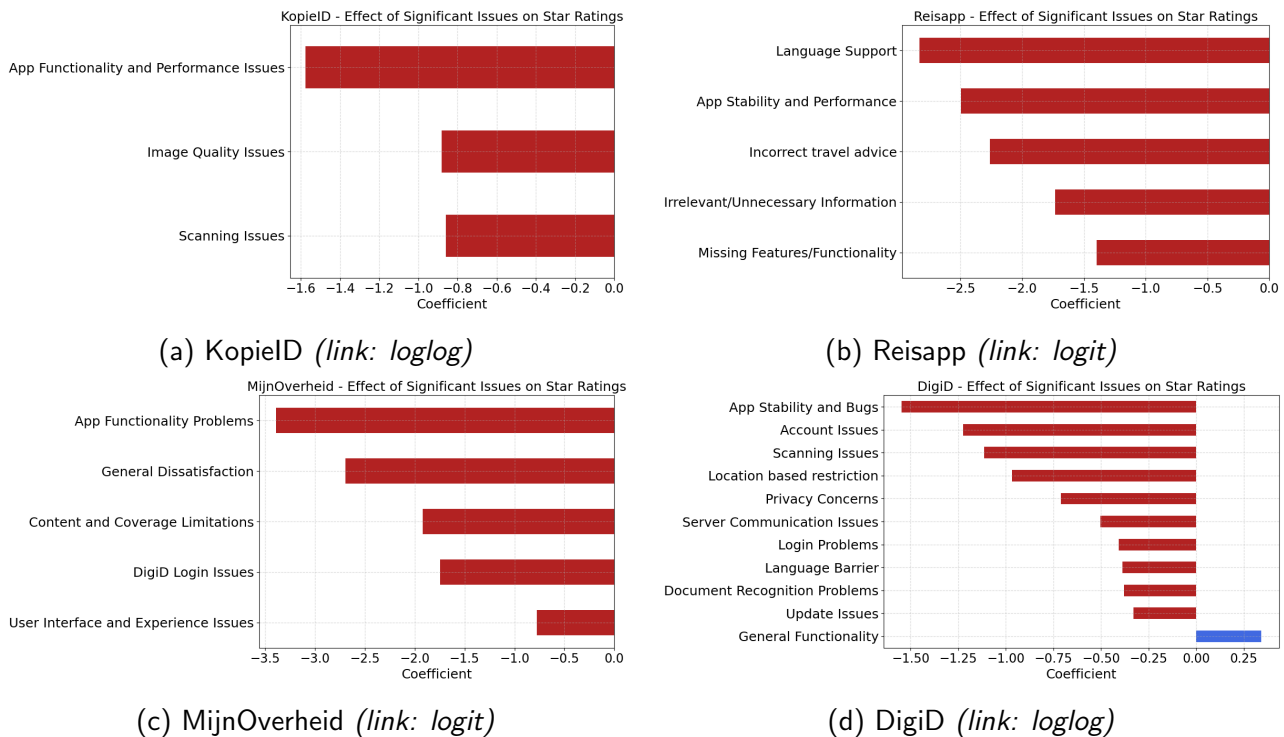 KopieID - Effect of Significant Issues on Star Ratings
App Functionality and Performance Issues
Image Quality Issues
Scanning Issues
−1.6 −1.4 −1.2 −1.0 −0.8 −0.6 −0.4 −0.2 0.0
Coefficient
(a) KopieID (link: loglog)
Reisapp - Effect of Significant Issues on Star Ratings
Language Support
App Stability and Performance
Incorrect travel advice
Irrelevant/Unnecessary Information
Missing Features/Functionality
−2.5 −2.0 −1.5 −1.0 −0.5 0.0
Coefficient
(b) Reisapp (link: logit)
MijnOverheid - Effect of Significant Issues on Star Ratings
App Functionality Problems
General Dissatisfaction
Content and Coverage Limitations
DigiD Login Issues
User Interface and Experience Issues
−3.5 −3.0 −2.5 −2.0 −1.5 −1.0 −0.5 0.0
Coefficient
(c) MijnOverheid (link: logit)
DigiD - Effect of Significant Issues on Star Ratings
App Stability and Bugs
Account Issues
Scanning Issues
Location based restriction
Privacy Concerns
Server Communication Issues
Login Problems
Language Barrier
Document Recognition Problems
Update Issues
General Functionality
−1.50 −1.25 −1.00 −0.75 −0.50 −0.25 0.00 0.25
Coefficient
(d) DigiD (link: loglog)